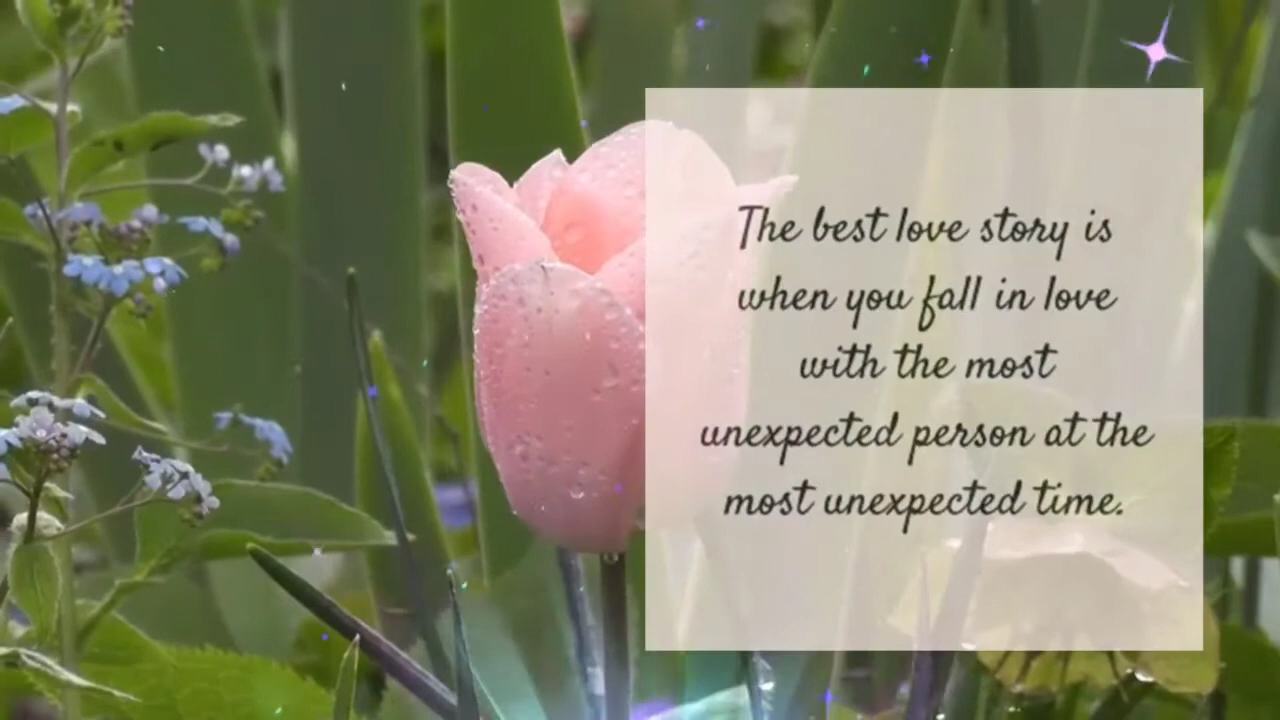 The best love story is
when you fall in love
with the most
unexpected person at the
most unexpected time.